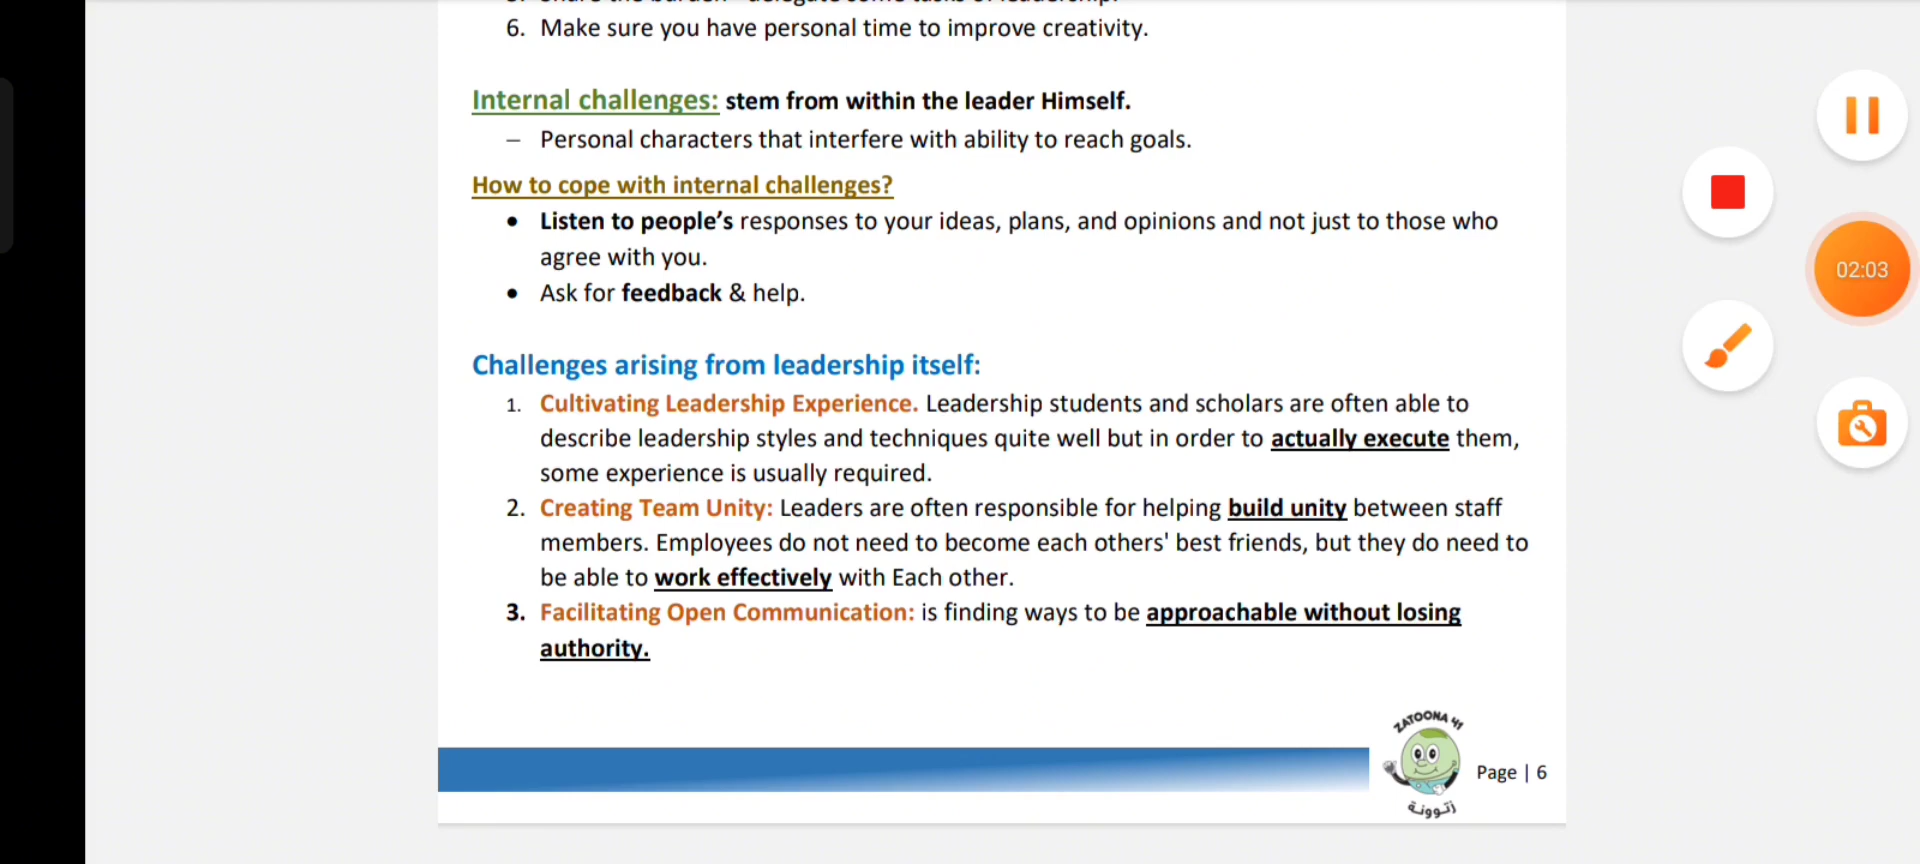 6. Make sure you have personal time to improve creativity.
Internal challenges: stem from within the leader Himself.
– Personal characters that interfere with ability to reach goals.
How to cope with internal challenges?
• Listen to people’s responses to your ideas, plans, and opinions and not just to those who
agree with you.
• Ask for feedback & help.
Challenges arising from leadership itself:
1. Cultivating Leadership Experience. Leadership students and scholars are often able to
describe leadership styles and techniques quite well but in order to actually execute them,
some experience is usually required.
2. Creating Team Unity: Leaders are often responsible for helping build unity between staff
members. Employees do not need to become each others' best friends, but they do need to
be able to work effectively with Each other.
3. Facilitating Open Communication: is finding ways to be approachable without losing
authority.
ZATOONA 41
زتوونة
Page | 6
02:03